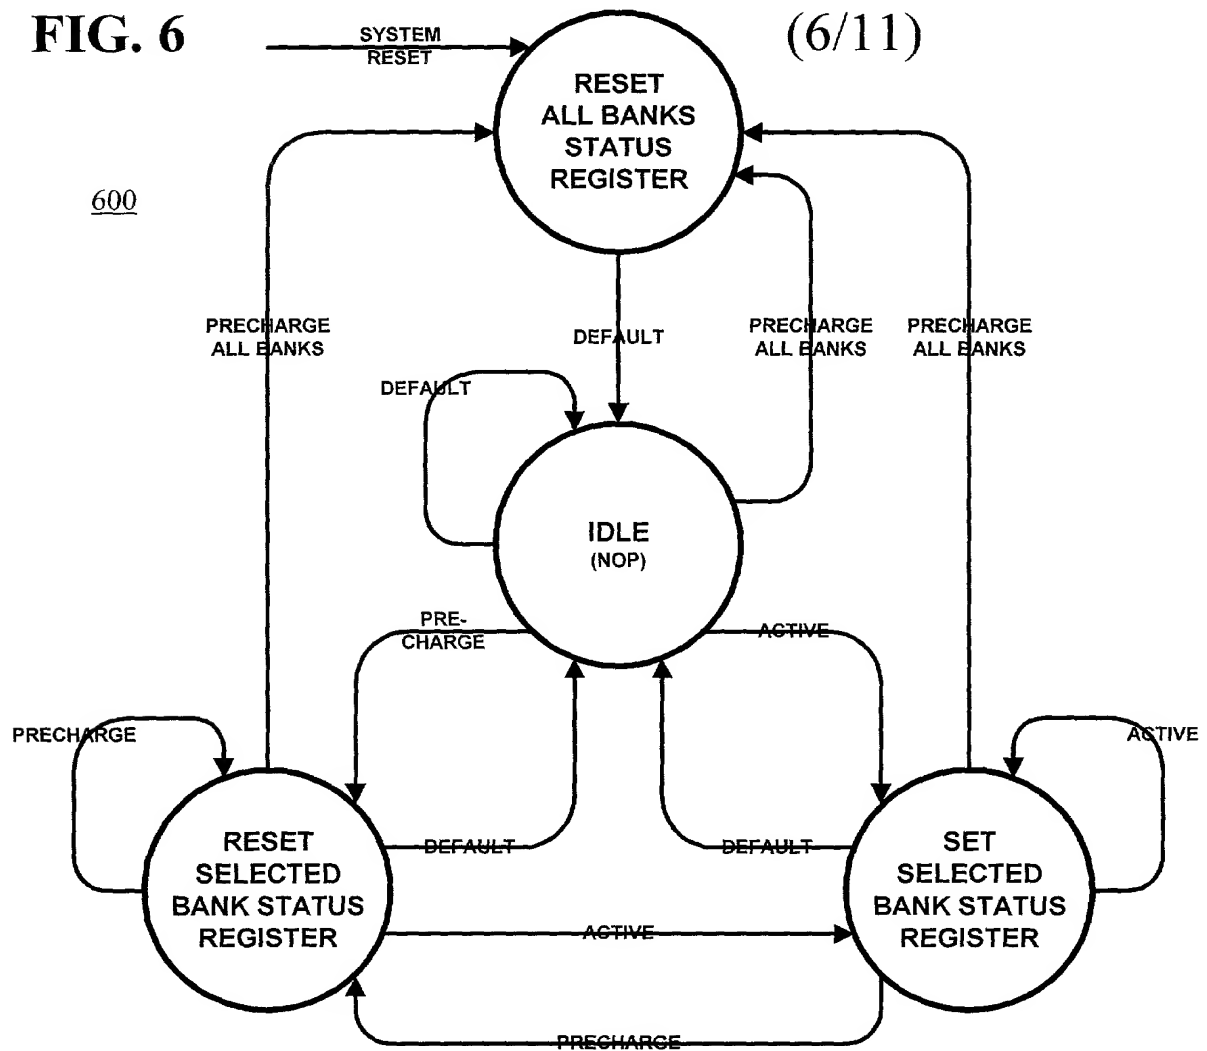 FIG. 6
(6/11)
SYSTEM
RESET
RESET
ALL BANKS
STATUS
REGISTER
600
PRECHARGE
ALL BANKS
DEFAULT
PRECHARGE
ALL BANKS
PRECHARGE
ALL BANKS
DEFAULT
IDLE
(NOP)
PRE-
CHARGE
ACTIVE
PRECHARGE
ACTIVE
RESET
SELECTED
BANK STATUS
REGISTER
DEFAULT
DEFAULT
SET
SELECTED
BANK STATUS
REGISTER
ACTIVE
PRECHARGE